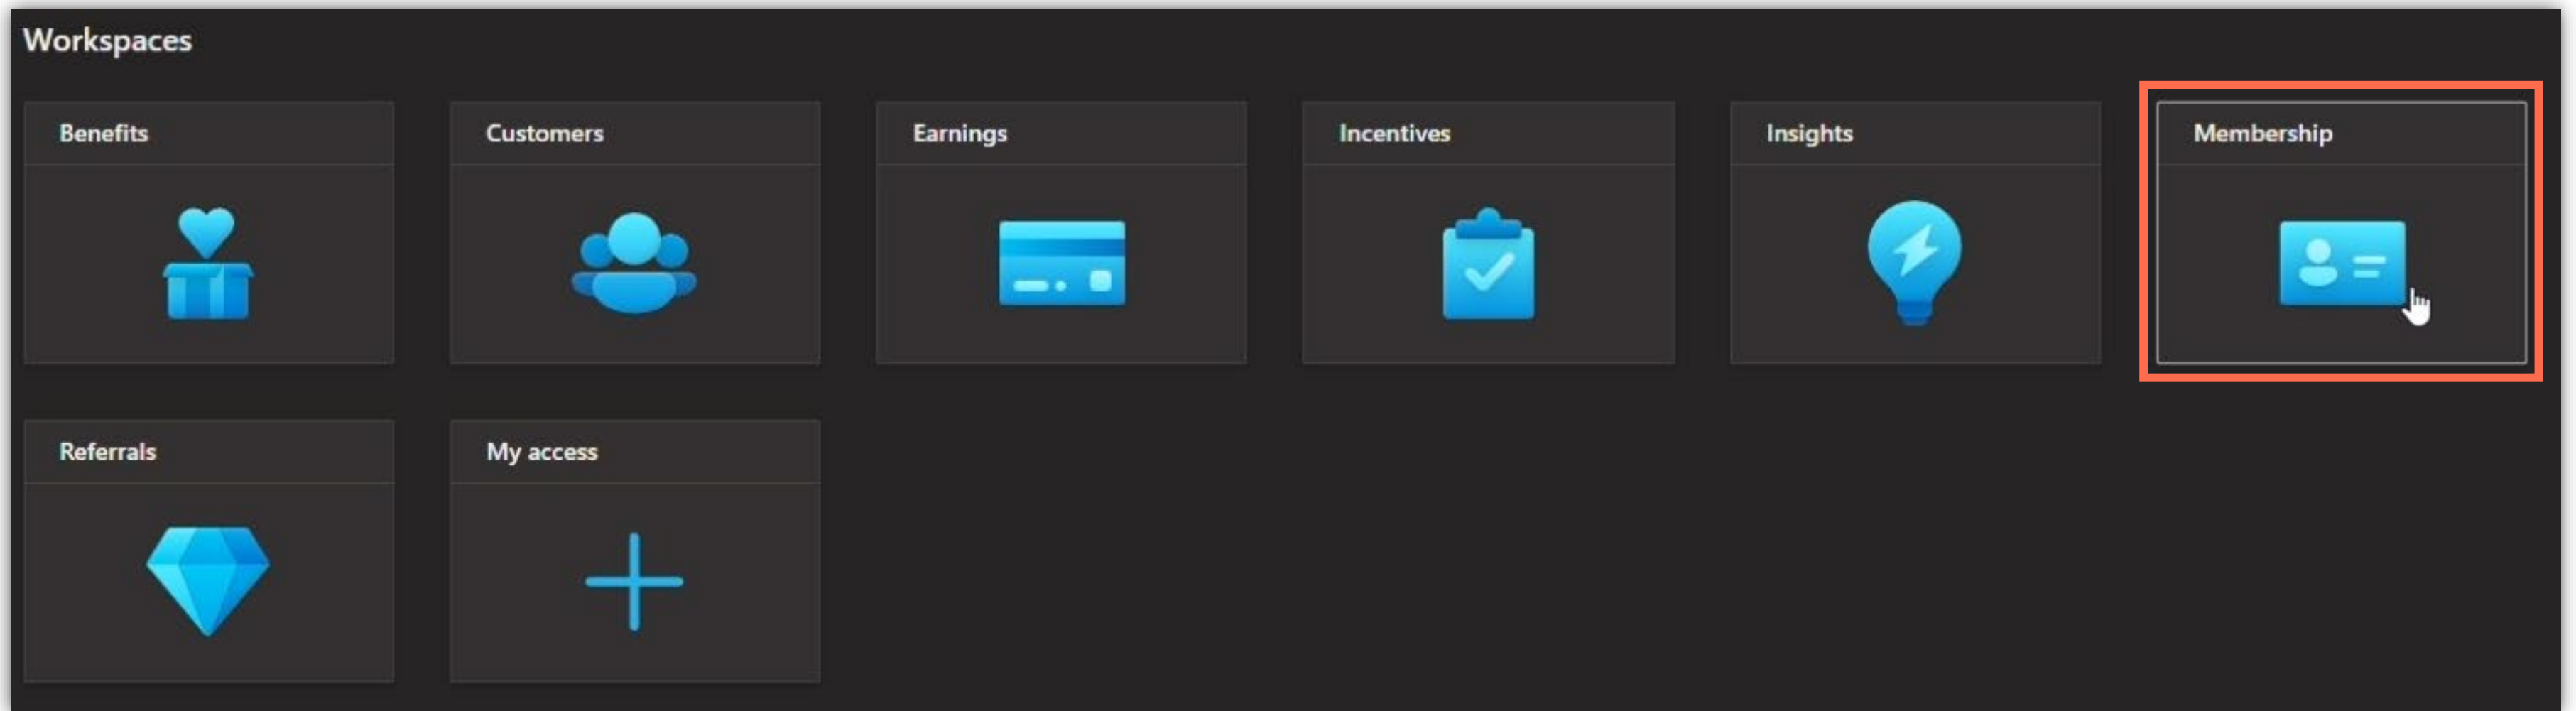 Workspaces
Benefits
Customers
Earnings
Incentives
Insights
Membership
Referrals
My access